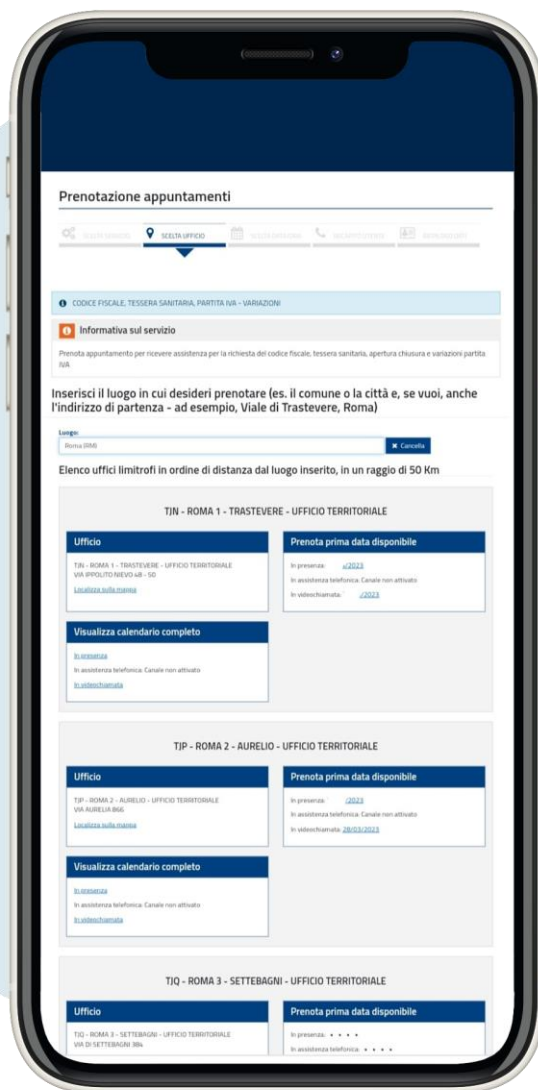 Prenotazione appuntamenti
SCELTA SERVIZIO SCELTA UFFICIO
CODICE FISCALE, TESSERA SANITARIA, PARTITA IVA - VARIAZIONI
Informativa sul servizio
Prenota appuntamento per ricevere assistenza per la richiesta del codice fiscale, tessera sanitaria, apertura chiusura e variazioni partita
IVA
Inserisci il luogo in cui desideri prenotare (es. il comune o la città e, se vuoi, anche
l'indirizzo di partenza - ad esempio, Viale di Trastevere, Roma)
Luogo:
Roma (RM) Cancella
Elenco uffici limitrofi in ordine di distanza dal luogo inserito, in un raggio di 50 Km
TJN - ROMA 1 - TRASTEVERE - UFFICIO TERRITORIALE
Ufficio Prenota prima data disponibile
TJN - ROMA 1 - TRASTEVERE - UFFICIO TERRITORIALE In presenza: /2023
VIA IPPOLITO NIEVO 48 - 50 In assistenza telefonica: Canale non attivato
Localizza sulla mappa In videochiamata: /2023
Visualizza calendario completo
In presenza
In assistenza telefonica: Canale non attivato
In videochiamata
TJP - ROMA 2 - AURELIO - UFFICIO TERRITORIALE
Ufficio Prenota prima data disponibile
TJP - ROMA 2 - AURELIO - UFFICIO TERRITORIALE In presenza: /2023
VIA AURELIA 866 In assistenza telefonica: Canale non attivato
Localizza sulla mappa In videochiamata: 28/03/2023
Visualizza calendario completo
In presenza
In assistenza telefonica: Canale non attivato
In videochiamata
TJQ - ROMA 3 - SETTEBAGNI - UFFICIO TERRITORIALE
Ufficio Prenota prima data disponibile
TJQ - ROMA 3 - SETTEBAGNI - UFFICIO TERRITORIALE In presenza:
VIA DI SETTEBAGNI 384 In assistenza telefonica: